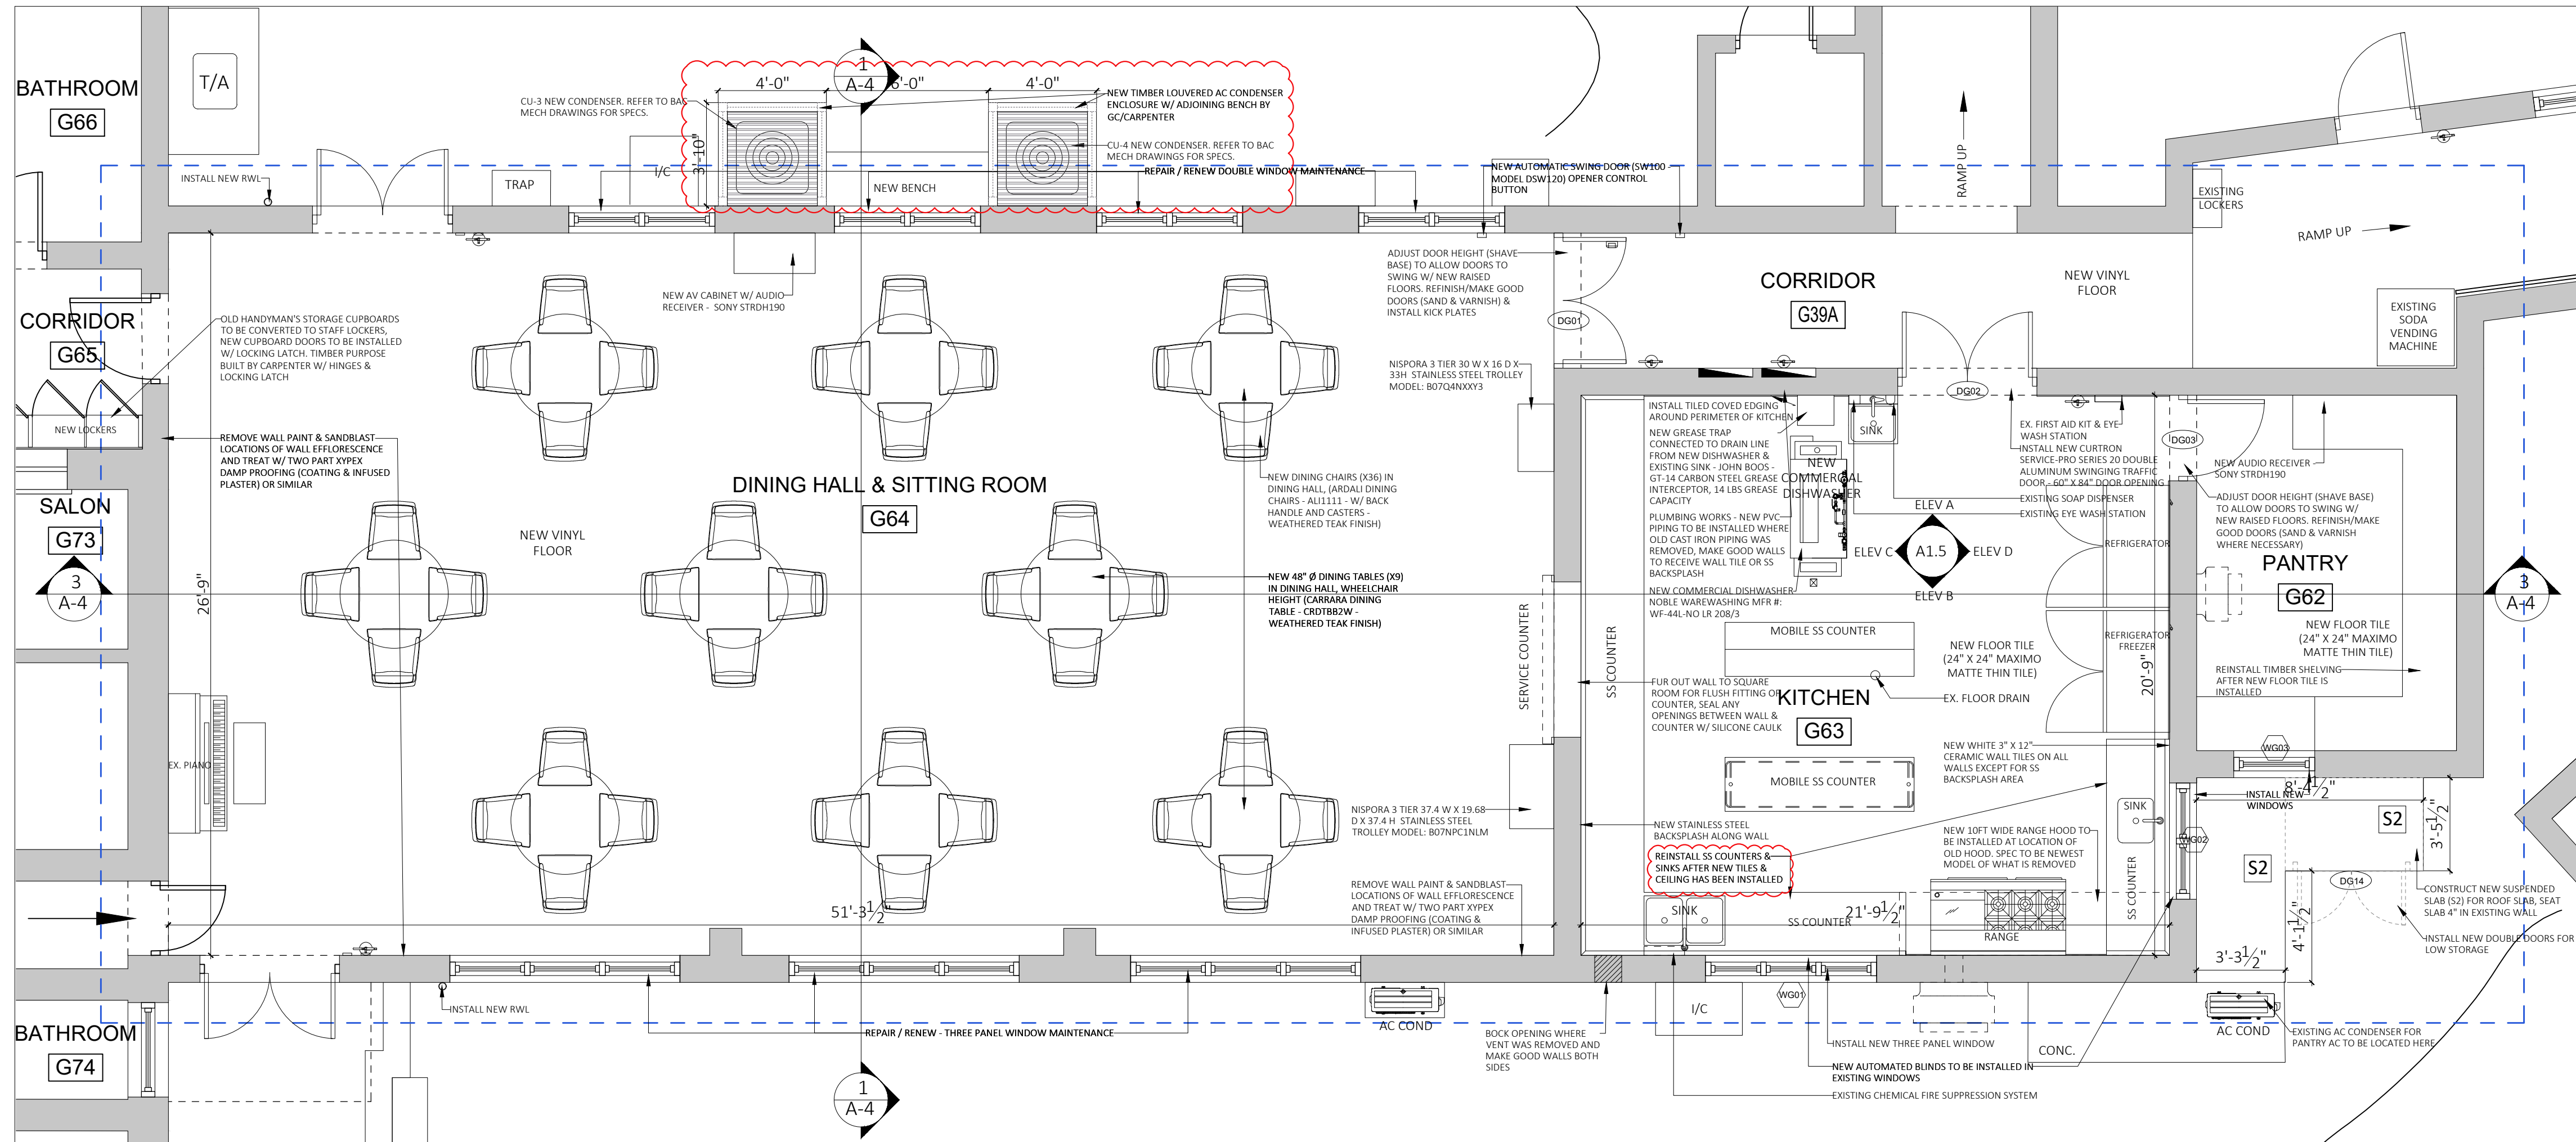 BATHROOM
G66
T/A
INSTALL NEW RWL
TRAP
I/C
CU-3 NEW CONDENSER. REFER TO BAC
MECH DRAWINGS FOR SPECS.
4'-0"
1
A-4
6'-0"
4'-0"
3'-10"
NEW TIMBER LOUVERED AC CONDENSER
ENCLOSURE W/ ADJOINING BENCH BY
GC/CARPENTER
CU-4 NEW CONDENSER. REFER TO BAC
MECH DRAWINGS FOR SPECS.
REPAIR / RENEW DOUBLE WINDOW MAINTENANCE
NEW BENCH
NEW AUTOMATIC SWING DOOR (SW100 -
MODEL DSW120) OPENER CONTROL
BUTTON
RAMP UP
EXISTING
LOCKERS
RAMP UP
CORRIDOR
G65
OLD HANDYMAN'S STORAGE CUPBOARDS
TO BE CONVERTED TO STAFF LOCKERS,
NEW CUPBOARD DOORS TO BE INSTALLED
W/ LOCKING LATCH. TIMBER PURPOSE
BUILT BY CARPENTER W/ HINGES &
LOCKING LATCH
NEW LOCKERS
REMOVE WALL PAINT & SANDBLAST
LOCATIONS OF WALL EFFLORESCENCE
AND TREAT W/ TWO PART XYPEX
DAMP PROOFING (COATING & INFUSED
PLASTER) OR SIMILAR
SALON
G73
3
A-4
26'-9"
NEW AV CABINET W/ AUDIO
RECEIVER - SONY STRDH190
DINING HALL & SITTING ROOM
G64
NEW VINYL
FLOOR
NEW DINING CHAIRS (X36) IN
DINING HALL, (ARDALI DINING
CHAIRS - ALI1111 - W/ BACK
HANDLE AND CASTERS -
WEATHERED TEAK FINISH)
NEW 48" Ø DINING TABLES (X9)
IN DINING HALL, WHEELCHAIR
HEIGHT (CARRARA DINING
TABLE - CRDTBB2W -
WEATHERED TEAK FINISH)
ADJUST DOOR HEIGHT (SHAVE
BASE) TO ALLOW DOORS TO
SWING W/ NEW RAISED
FLOORS. REFINISH/MAKE GOOD
DOORS (SAND & VARNISH) &
INSTALL KICK PLATES
DG01
NISPORA 3 TIER 30 W X 16 D X
33H STAINLESS STEEL TROLLEY
MODEL: B07Q4NXXY3
CORRIDOR
G39A
NEW VINYL
FLOOR
EXISTING
SODA
VENDING
MACHINE
DG02
INSTALL TILED COVED EDGING
AROUND PERIMETER OF KITCHEN
NEW GREASE TRAP
CONNECTED TO DRAIN LINE
FROM NEW DISHWASHER &
EXISTING SINK - JOHN BOOS -
GT-14 CARBON STEEL GREASE
INTERCEPTOR, 14 LBS GREASE
CAPACITY
PLUMBING WORKS - NEW PVC
PIPING TO BE INSTALLED WHERE
OLD CAST IRON PIPING WAS
REMOVED, MAKE GOOD WALLS
TO RECEIVE WALL TILE OR SS
BACKSPLASH
NEW COMMERCIAL DISHWASHER
NOBLE WAREWASHING MFR #:
WF-44L-NO LR 208/3
SINK
NEW
COMMERCIAL
DISHWASHER
EX. FIRST AID KIT & EYE
WASH STATION
INSTALL NEW CURTRON
SERVICE-PRO SERIES 20 DOUBLE
ALUMINUM SWINGING TRAFFIC
DOOR - 60" X 84" DOOR OPENING
EXISTING SOAP DISPENSER
EXISTING EYE WASH STATION
ELEV A
ELEV C
A1.5
ELEV D
ELEV B
REFRIGERATOR
REFRIGERATOR
FREEZER
DG03
NEW AUDIO RECEIVER -
SONY STRDH190
ADJUST DOOR HEIGHT (SHAVE BASE)
TO ALLOW DOORS TO SWING W/
NEW RAISED FLOORS. REFINISH/MAKE
GOOD DOORS (SAND & VARNISH
WHERE NECESSARY)
PANTRY
G62
NEW FLOOR TILE
(24" X 24" MAXIMO
MATTE THIN TILE)
REINSTALL TIMBER SHELVING
AFTER NEW FLOOR TILE IS
INSTALLED
3
A-4
SERVICE COUNTER
SS COUNTER
MOBILE SS COUNTER
NEW FLOOR TILE
(24" X 24" MAXIMO
MATTE THIN TILE)
20'-9"
FUR OUT WALL TO SQUARE
ROOM FOR FLUSH FITTING OF
COUNTER, SEAL ANY
OPENINGS BETWEEN WALL &
COUNTER W/ SILICONE CAULK
KITCHEN
G63
EX. FLOOR DRAIN
MOBILE SS COUNTER
NEW WHITE 3" X 12"
CERAMIC WALL TILES ON ALL
WALLS EXCEPT FOR SS
BACKSPLASH AREA
EX. PIANO
NISPORA 3 TIER 37.4 W X 19.68
D X 37.4 H STAINLESS STEEL
TROLLEY MODEL: B07NPC1NLM
NEW STAINLESS STEEL
BACKSPLASH ALONG WALL
REINSTALL SS COUNTERS &
SINKS AFTER NEW TILES &
CEILING HAS BEEN INSTALLED
NEW 10FT WIDE RANGE HOOD TO
BE INSTALLED AT LOCATION OF
OLD HOOD. SPEC TO BE NEWEST
MODEL OF WHAT IS REMOVED
SINK
SS COUNTER
WG03
INSTALL NEW
WINDOWS
8'-4 1/2"
WG02
S2
S2
3'-5 1/2"
DG14
CONSTRUCT NEW SUSPENDED
SLAB (S2) FOR ROOF SLAB, SEAT
SLAB 4" IN EXISTING WALL
INSTALL NEW DOUBLE DOORS FOR
LOW STORAGE
4'-1 1/2"
3'-3 1/2"
REMOVE WALL PAINT & SANDBLAST
LOCATIONS OF WALL EFFLORESCENCE
AND TREAT W/ TWO PART XYPEX
DAMP PROOFING (COATING &
INFUSED PLASTER) OR SIMILAR
51'-3 1/2"
SINK
SS COUNTER
21'-9 1/2"
RANGE
BATHROOM
G74
INSTALL NEW RWL
REPAIR / RENEW - THREE PANEL WINDOW MAINTENANCE
1
A-4
AC COND
BOCK OPENING WHERE
VENT WAS REMOVED AND
MAKE GOOD WALLS BOTH
SIDES
I/C
WG01
INSTALL NEW THREE PANEL WINDOW
NEW AUTOMATED BLINDS TO BE INSTALLED IN
EXISTING WINDOWS
EXISTING CHEMICAL FIRE SUPPRESSION SYSTEM
CONC.
AC COND
EXISTING AC CONDENSER FOR
PANTRY AC TO BE LOCATED HERE